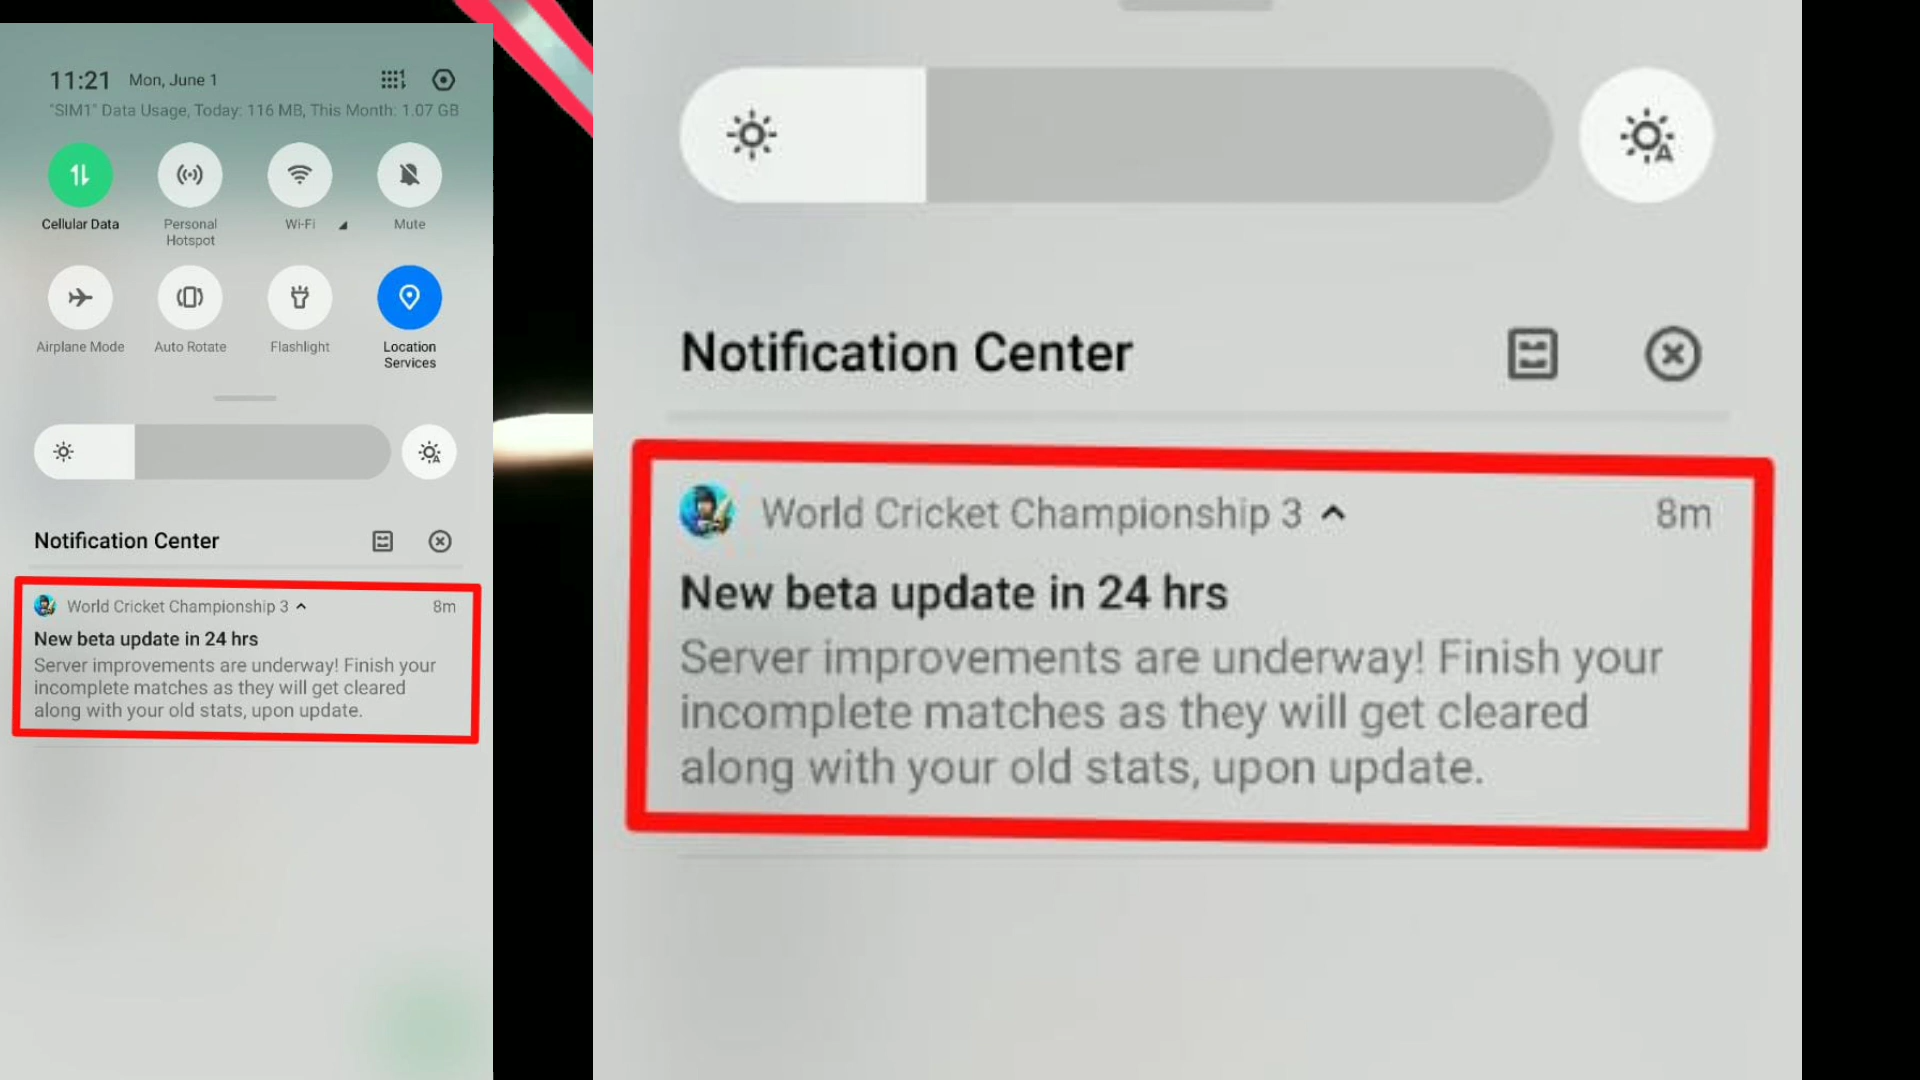 11:21 Mon, June 1
"SIM1" Data Usage, Today: 116 MB, This Month: 1.07 GB
Cellular Data
Personal
Hotspot
Wi-Fi
Mute
Airplane Mode
Auto Rotate
Flashlight
Location
Services
Notification Center
World Cricket Championship 3 8m
New beta update in 24 hrs
Server improvements are underway! Finish your
incomplete matches as they will get cleared
along with your old stats, upon update.
Notification Center
World Cricket Championship 3 8m
New beta update in 24 hrs
Server improvements are underway! Finish your
incomplete matches as they will get cleared
along with your old stats, upon update.